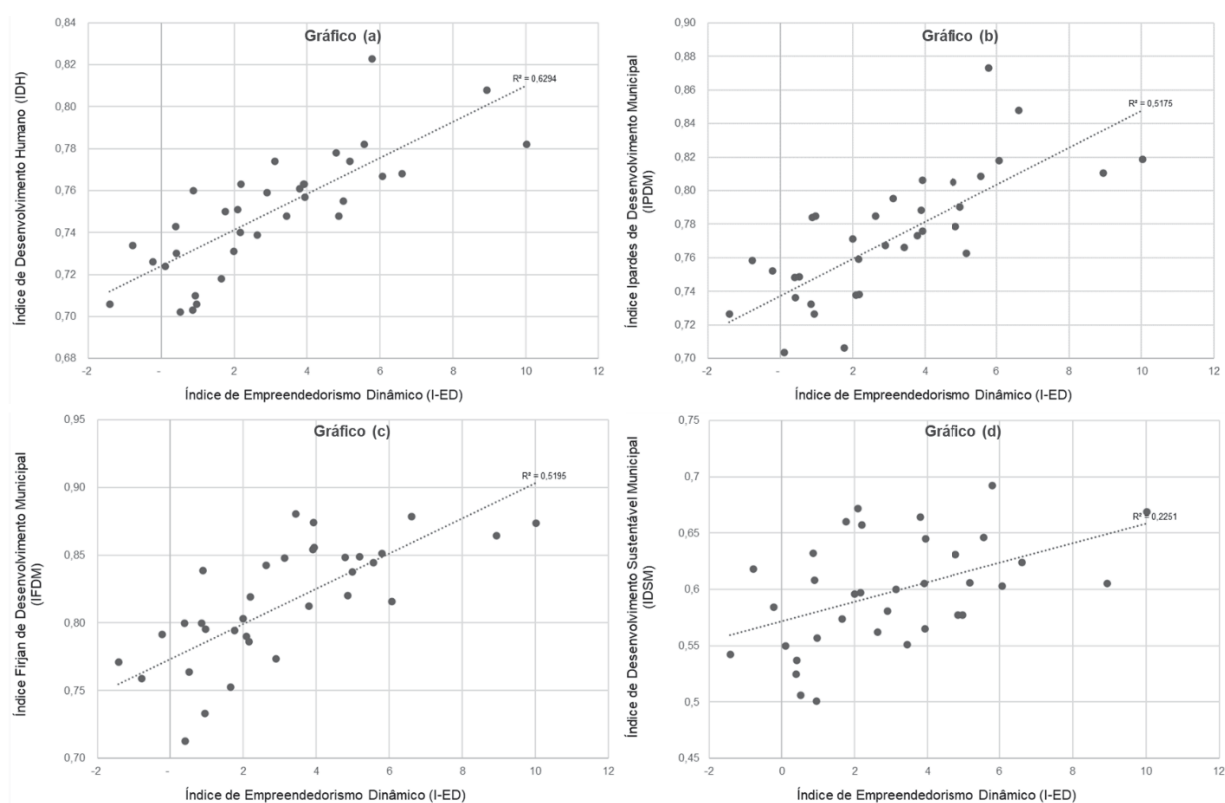 Gráfico (a)
Índice de Desenvolvimento Humano (IDH)
0,84
0,82
0,80
0,78
0,76
0,74
0,72
0,70
0,68
R² = 0,6294
-2 - 2 4 6 8 10 12
Índice de Empreendedorismo Dinâmico (I-ED)
Gráfico (b)
Índice Ipardes de Desenvolvimento Municipal
(IPDM)
0,90
0,88
0,86
0,84
0,82
0,80
0,78
0,76
0,74
0,72
0,70
R² = 0,5175
-2 - 2 4 6 8 10 12
Índice de Empreendedorismo Dinâmico (I-ED)
Gráfico (c)
Índice Firjan de Desenvolvimento Municipal
(IFDM)
0,95
0,90
0,85
0,80
0,75
0,70
R² = 0,5195
-2 - 2 4 6 8 10 12
Índice de Empreendedorismo Dinâmico (I-ED)
Gráfico (d)
Índice de Desenvolvimento Sustentável Municipal
(IDSM)
0,75
0,7
0,65
0,6
0,55
0,5
0,45
R² = 0,2251
-2 0 2 4 6 8 10 12
Índice de Empreendedorismo Dinâmico (I-ED)